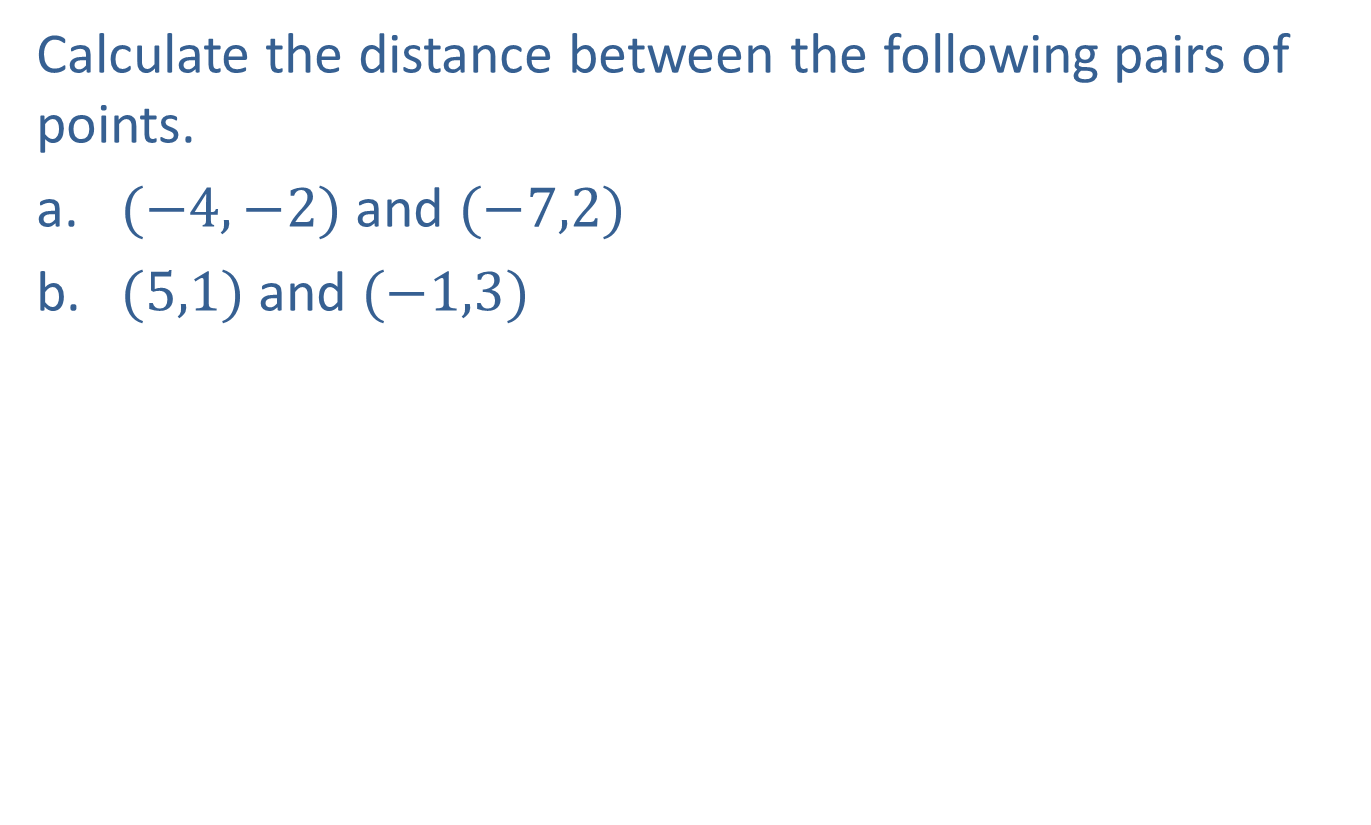 Calculate the distance between the following pairs of
points.
a. (−4, −2) and (−7,2)
b. (5,1) and (−1,3)